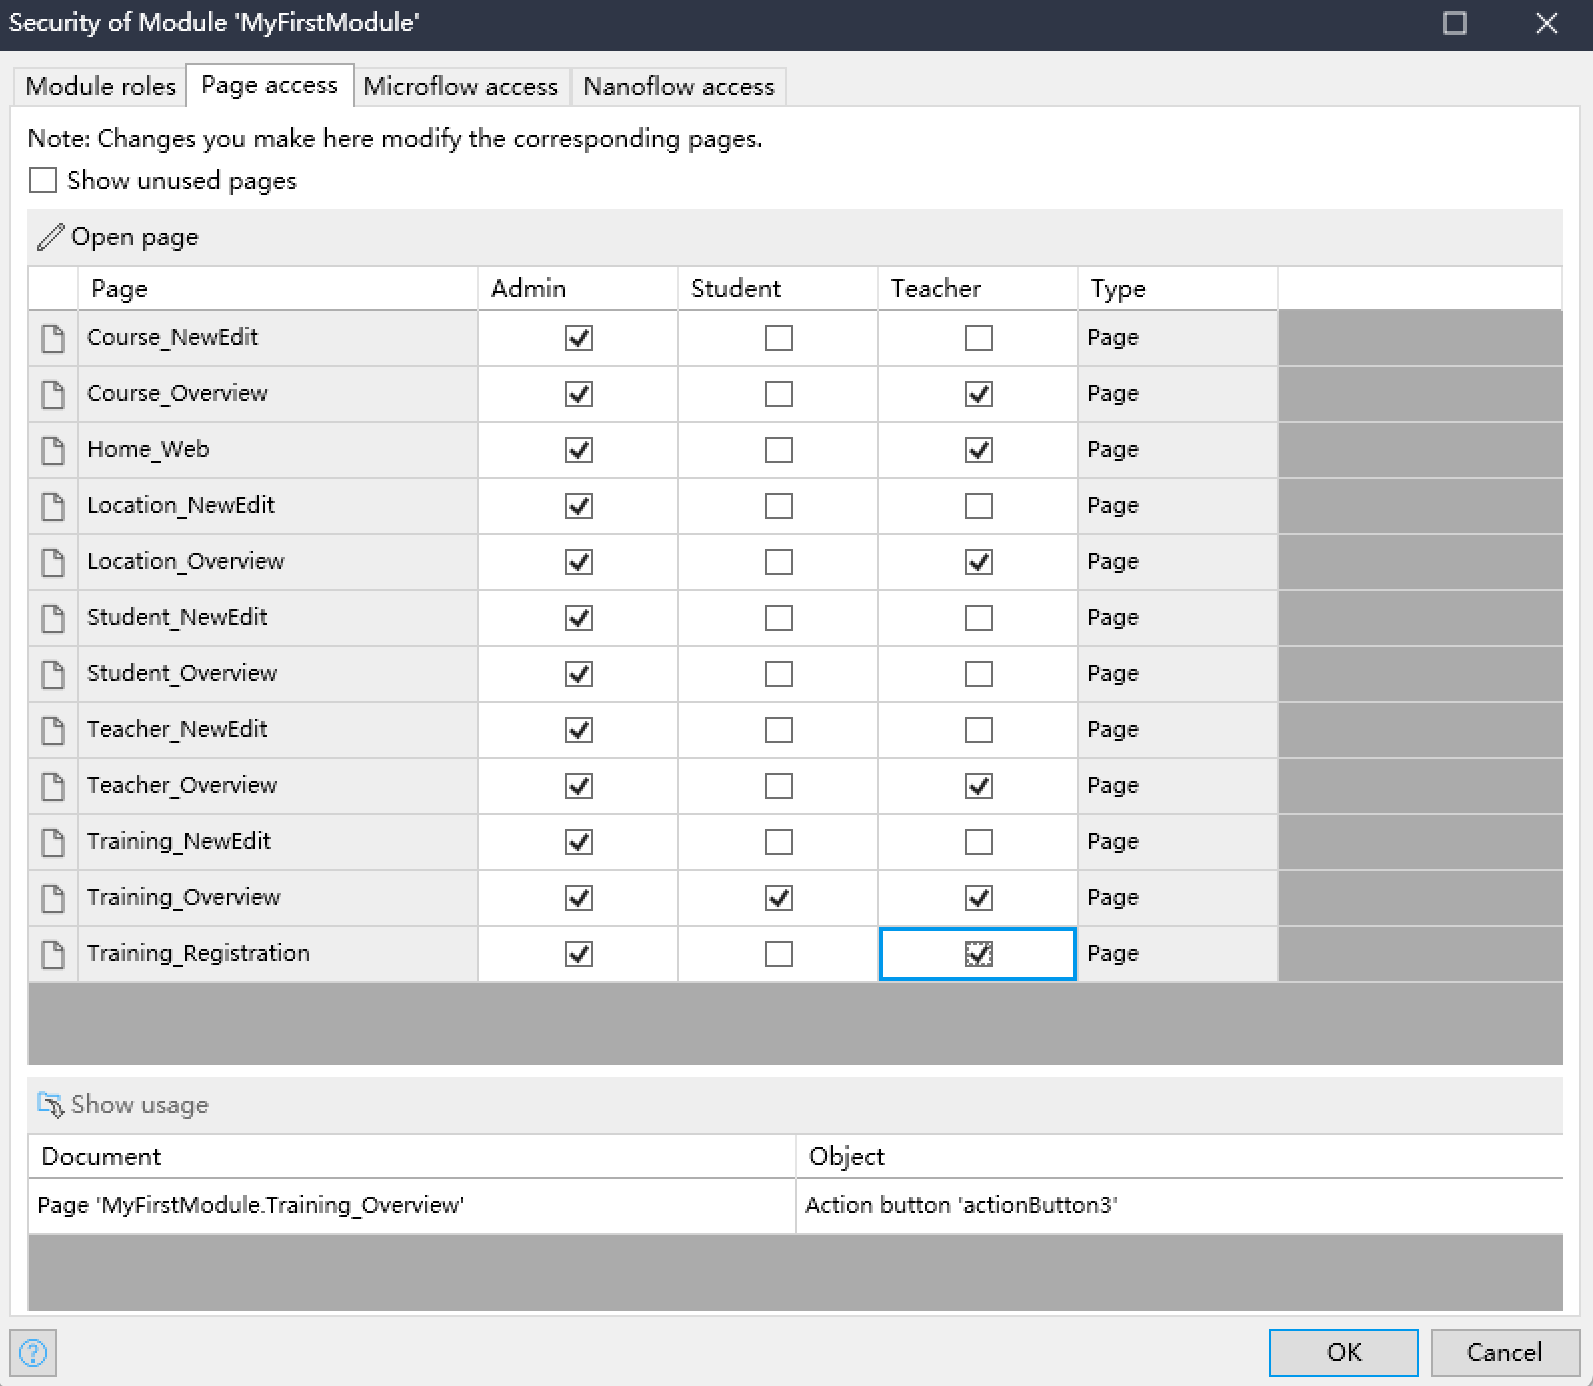 Security of Module 'MyFirstModule'
Module roles Page access Microflow access Nanoflow access
Note: Changes you make here modify the corresponding pages.
Show unused pages
Open page
Page Admin Student Teacher Type
Course_NewEdit Page
Course_Overview Page
Home_Web Page
Location_NewEdit Page
Location_Overview Page
Student_NewEdit Page
Student_Overview Page
Teacher_NewEdit Page
Teacher_Overview Page
Training_NewEdit Page
Training_Overview Page
Training_Registration Page
Show usage
Document Object
Page 'MyFirstModule.Training_Overview' Action button 'actionButton3'
? OK Cancel